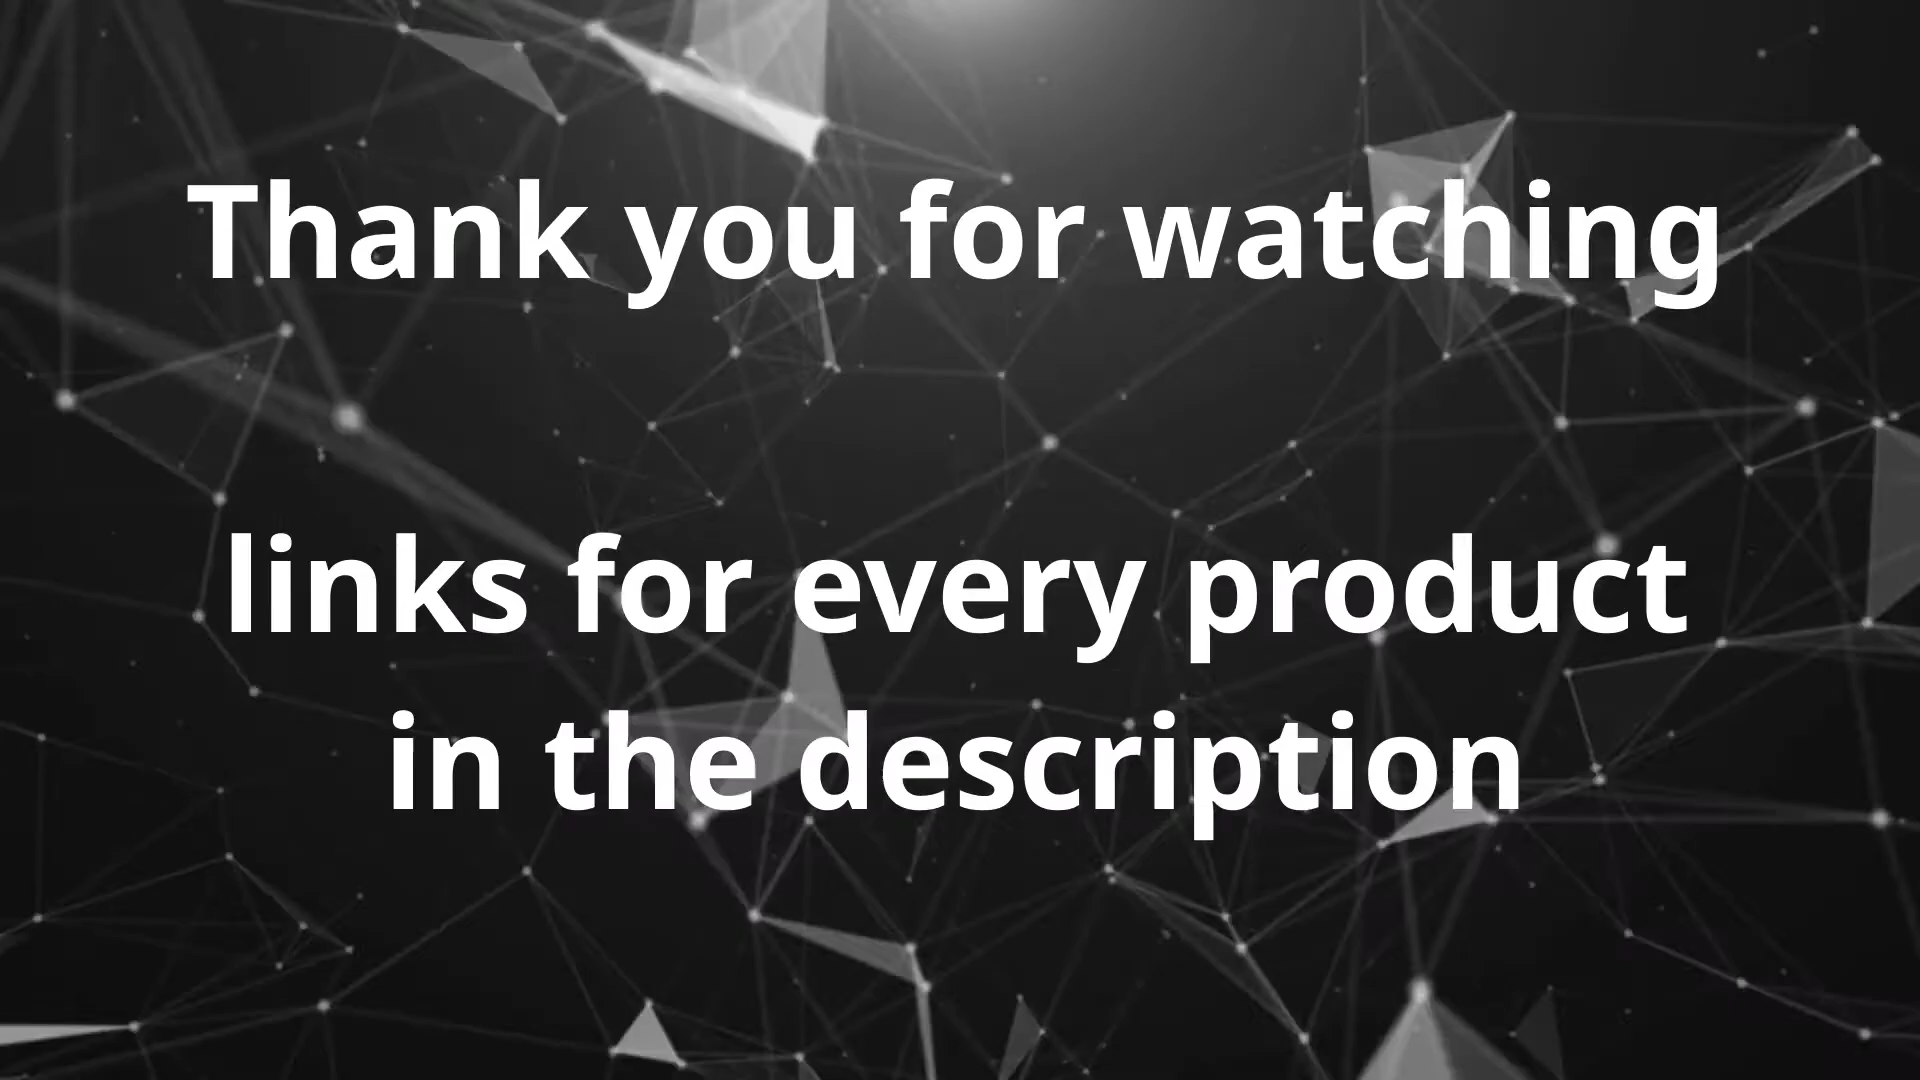 Thank you for watching
links for every product
in the description